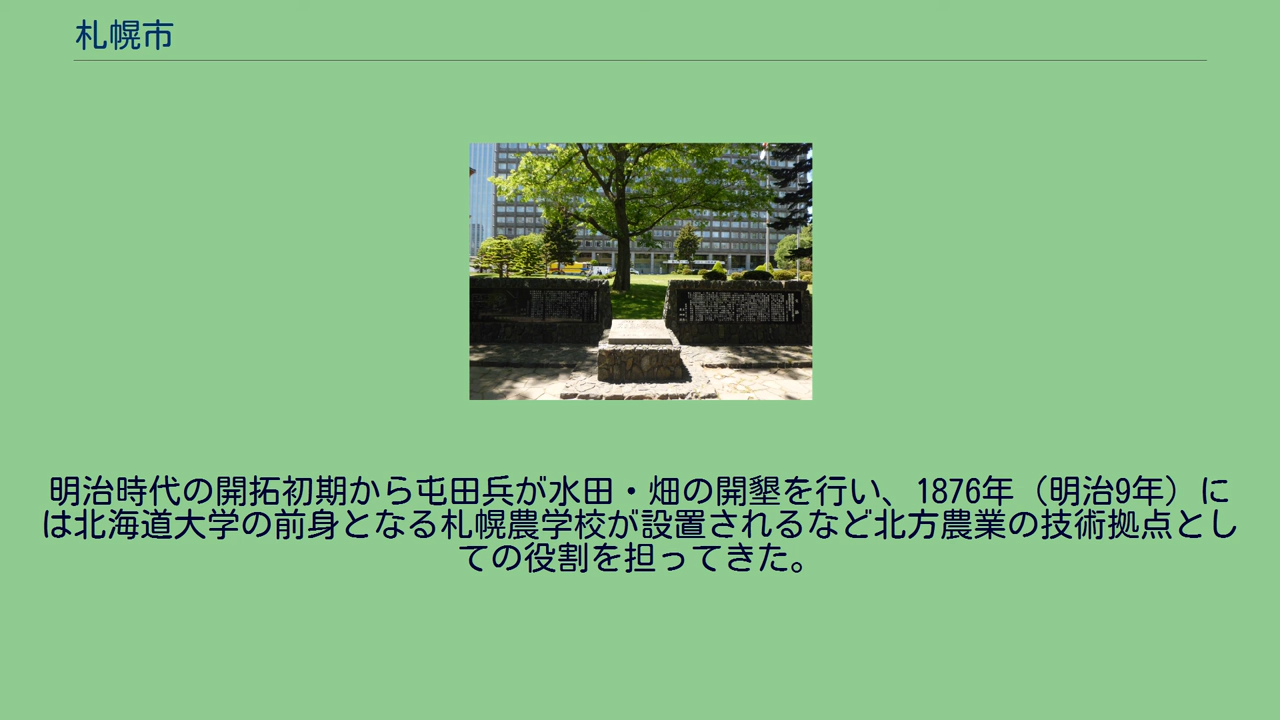 札幌市
明治時代の開拓初期から屯田兵が水田・畑の開墾を行い、1876年（明治9年）に
は北海道大学の前身となる札幌農学校が設置されるなど北方農業の技術拠点とし
ての役割を担ってきた。